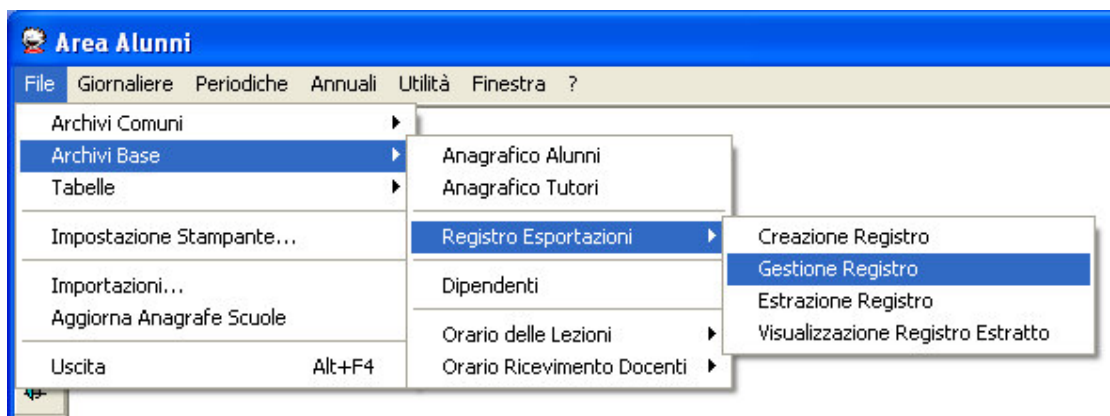 Area Alunni
File Giornaliere Periodiche Annuali Utilità Finestra ?
Archivi Comuni
Archivi Base
Tabelle
Impostazione Stampante...
Importazioni...
Aggiorna Anagrafe Scuole
Uscita Alt+F4
Anagrafico Alunni
Anagrafico Tutori
Registro Esportazioni
Dipendenti
Orario delle Lezioni
Orario Ricevimento Docenti
Creazione Registro
Gestione Registro
Estrazione Registro
Visualizzazione Registro Estratto